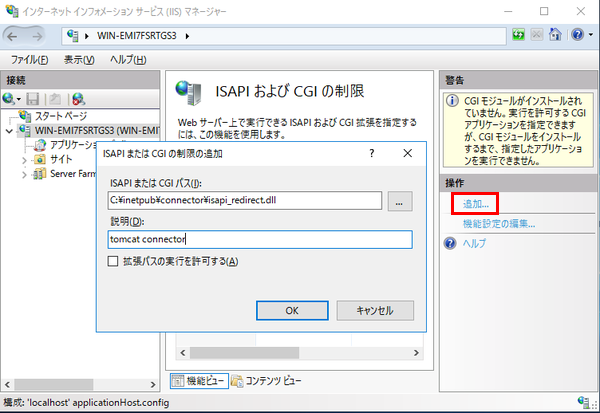 インターネット インフォメーション サービス (IIS) マネージャー
WIN-EMI7FSRTGS3
ファイル(F) 表示(V) ヘルプ(H)
接続
スタート ページ
WIN-EMI7FSRTGS3 (WIN-EMI7
アプリケーション
サイト
Server Farm
ISAPI および CGI の制限
Web サーバー上で実行できる ISAPI および CGI 拡張を指定する
には、この機能を使用します。
ISAPI または CGI の制限の追加
ISAPI または CGI パス(I):
C:¥inetpub¥connector¥isapi_redirect.dll
...
説明(D):
tomcat connector
拡張パスの実行を許可する(A)
OK
キャンセル
機能ビュー
コンテンツ ビュー
警告
CGI モジュールがインストールされ
ていません。実行を許可する CGI
アプリケーションを指定できます
が、CGI モジュールをインストール
するまで、指定したアプリケーション
を実行できません。
操作
追加...
機能設定の編集...
ヘルプ
構成: 'localhost' applicationHost.config